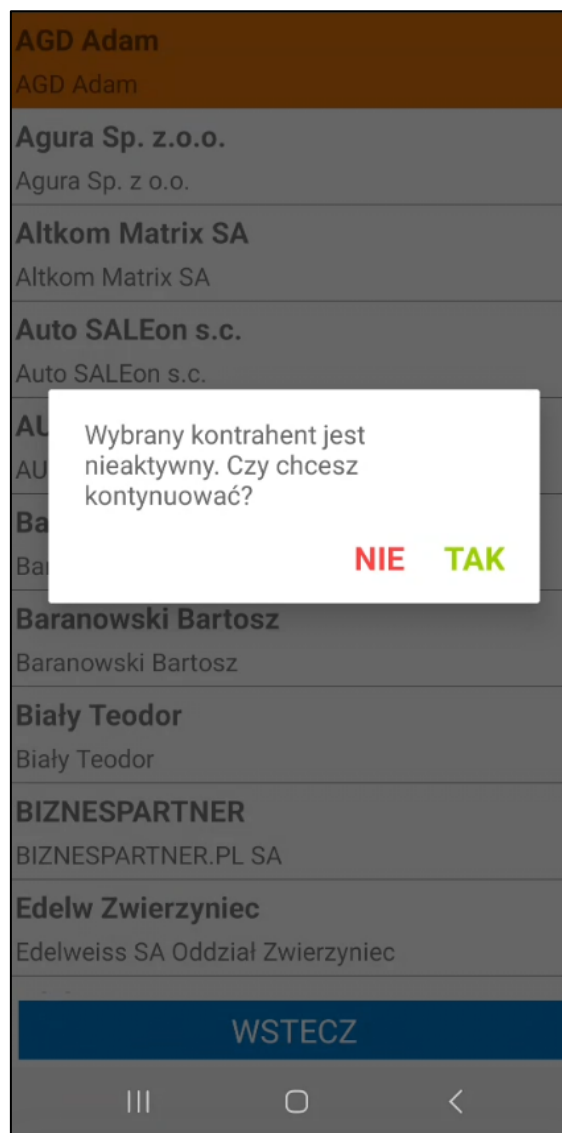 AGD Adam
AGD Adam
Agura Sp. z.o.o.
Agura Sp. z o.o.
Altkom Matrix SA
Altkom Matrix SA
Auto SALEon s.c.
Auto SALEon s.c.
Wybrany kontrahent jest
nieaktywny. Czy chcesz
kontynuować?
NIE TAK
Baranowski Bartosz
Baranowski Bartosz
Biały Teodor
Biały Teodor
BIZNESPARTNER
BIZNESPARTNER.PL SA
Edelw Zwierzyniec
Edelweiss SA Oddział Zwierzyniec
WSTECZ